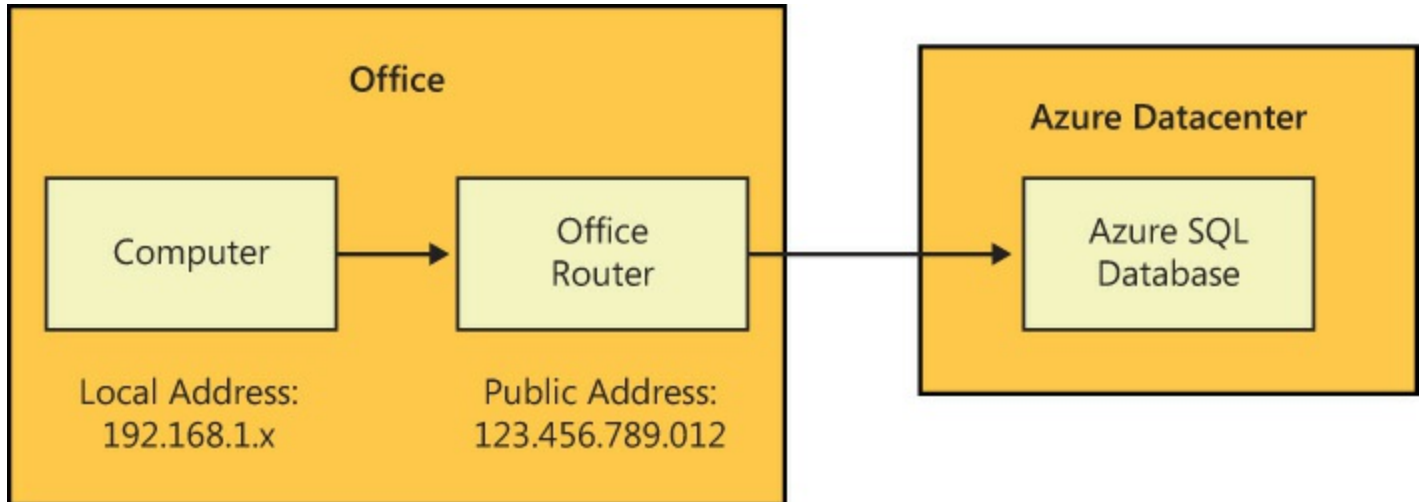 Office
Azure Datacenter
Computer
Office
Router
Azure SQL
Database
Local Address:
192.168.1.x
Public Address:
123.456.789.012